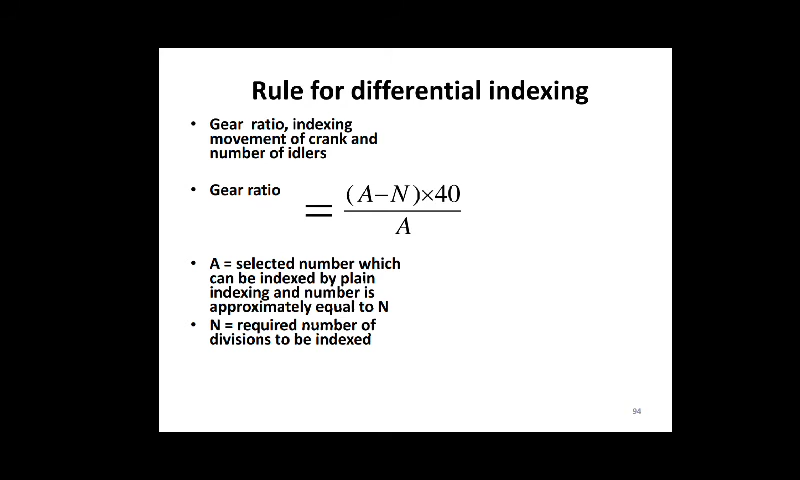 Rule for differential indexing
• Gear ratio, indexing
movement of crank and
number of idlers
• Gear ratio = (A−N)×40
A
• A = selected number which
can be indexed by plain
indexing and number is
approximately equal to N
• N = required number of
divisions to be indexed
94